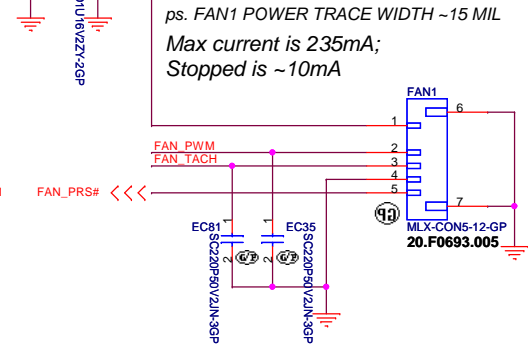 ps. FAN1 POWER TRACE WIDTH ~15 MIL
Max current is 235mA;
Stopped is ~10mA
1U16V2ZY-2GP
FAN1
1
6
FAN_PWM
2
FAN_TACH
3
4
FAN_PRS#
5
7
MLX-CON5-12-GP
20.F0693.005
EC81
1
2
SC220P50V2JN-3GP
1
EC35
2
SC220P50V2JN-3GP